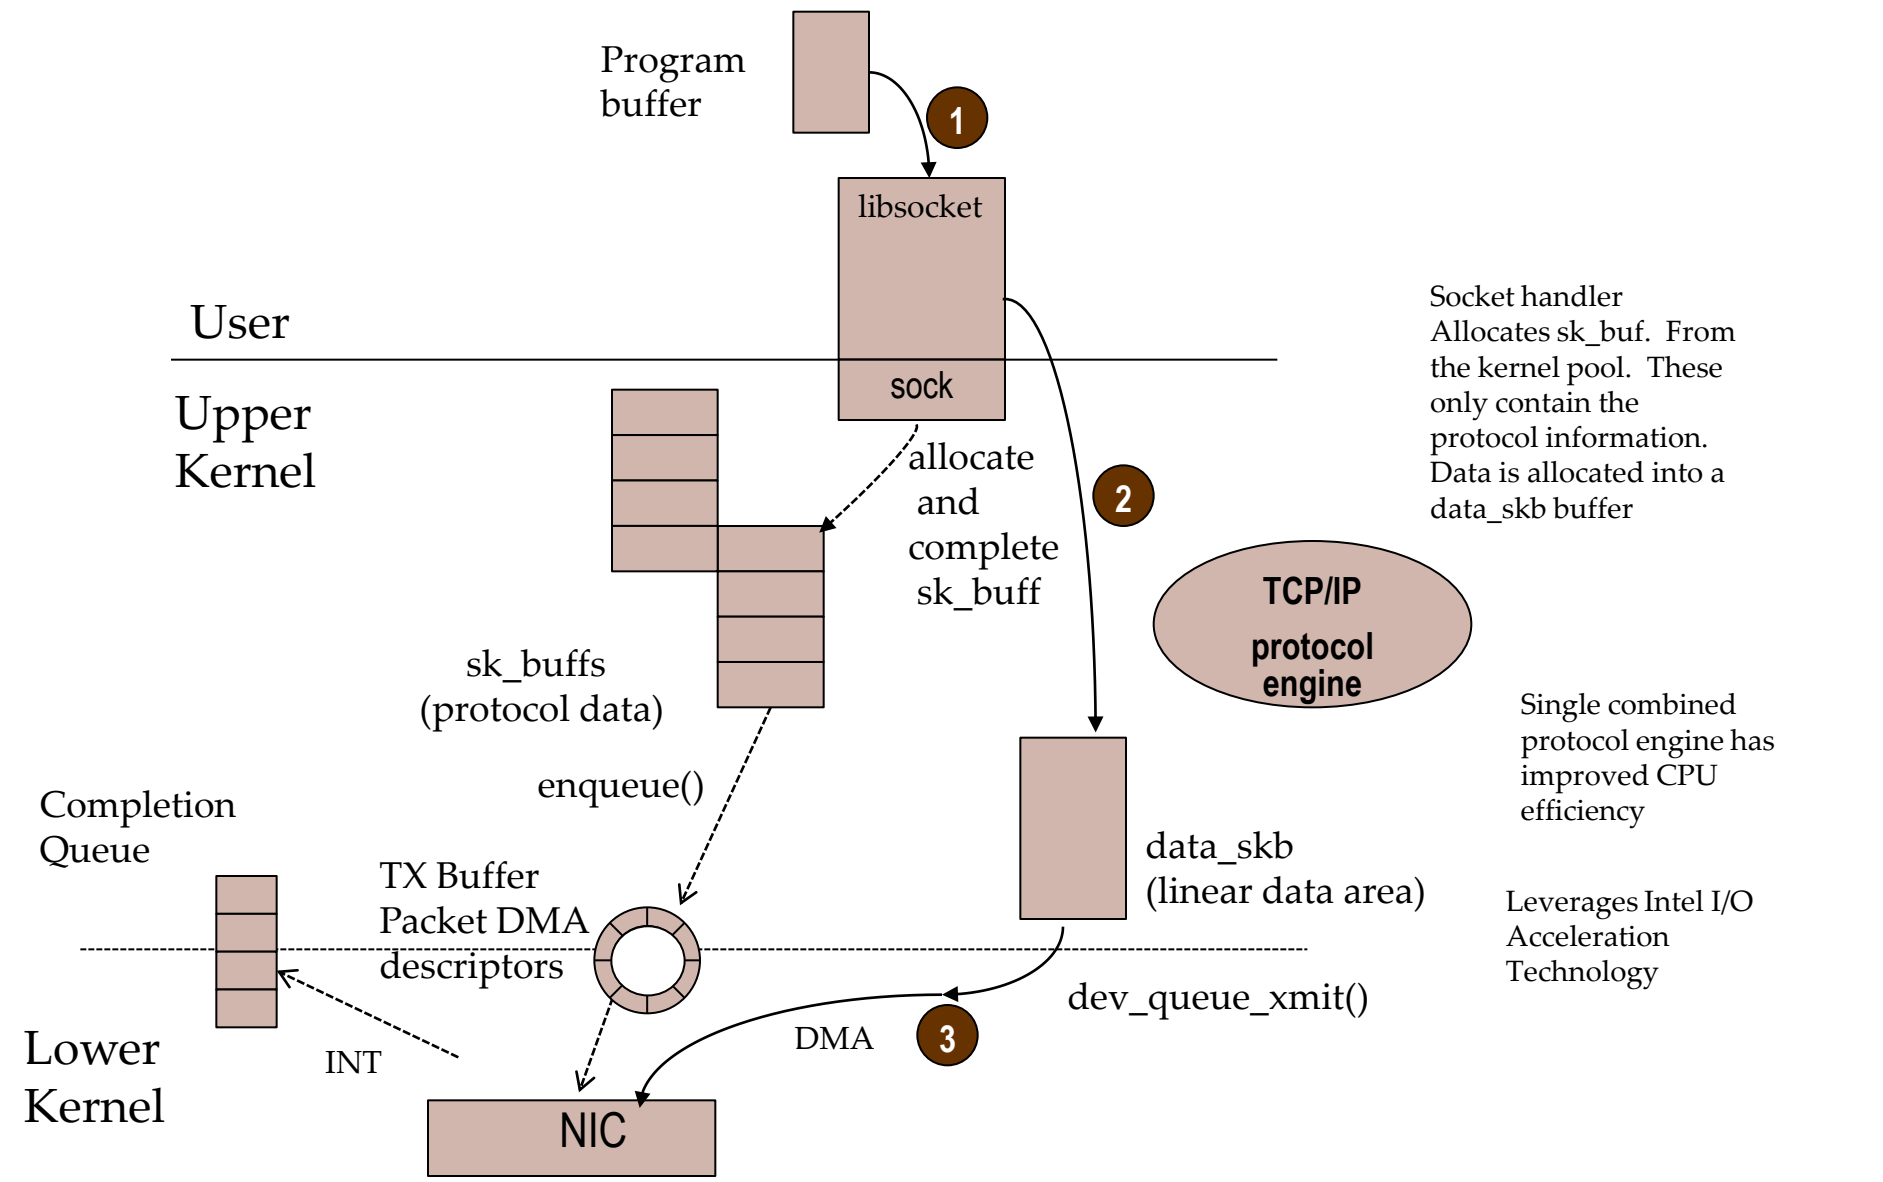 Program
buffer
1
libsocket
User
sock
Upper
Kernel
allocate
and
complete
sk_buff
2
Socket handler
Allocates sk_buf.  From
the kernel pool.  These
only contain the
protocol information.
Data is allocated into a
data_skb buffer
TCP/IP
protocol
engine
sk_buffs
(protocol data)
Single combined
protocol engine has
improved CPU
efficiency
enqueue()
Completion
Queue
TX Buffer
Packet DMA
descriptors
data_skb
(linear data area)
Leverages Intel I/O
Acceleration
Technology
dev_queue_xmit()
DMA
3
INT
Lower
Kernel
NIC